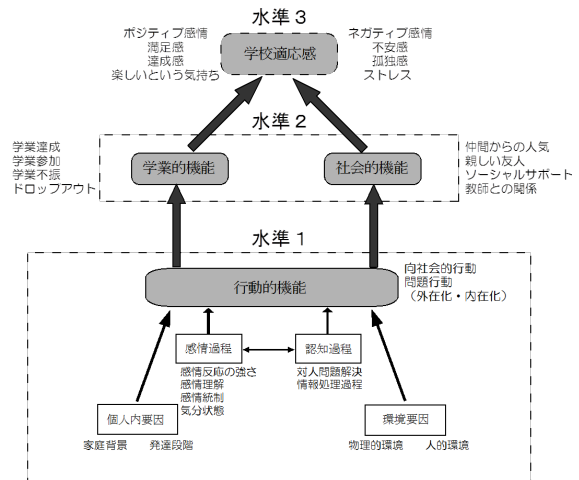 水準３
ポジティブ感情
満足感
達成感
楽しいという気持ち
学校適応感
ネガティブ感情
不安感
孤独感
ストレス
水準２
学業達成
学業参加
学業不振
ドロップアウト
学業的機能
社会的機能
仲間からの人気
親しい友人
ソーシャルサポート
教師との関係
水準１
行動的機能
向社会的行動
問題行動
（外在化・内在化）
感情過程
認知過程
感情反応の強さ
感情理解
感情統制
気分状態
対人問題解決
情報処理過程
個人内要因
環境要因
家庭背景　発達段階
物理的環境　人的環境